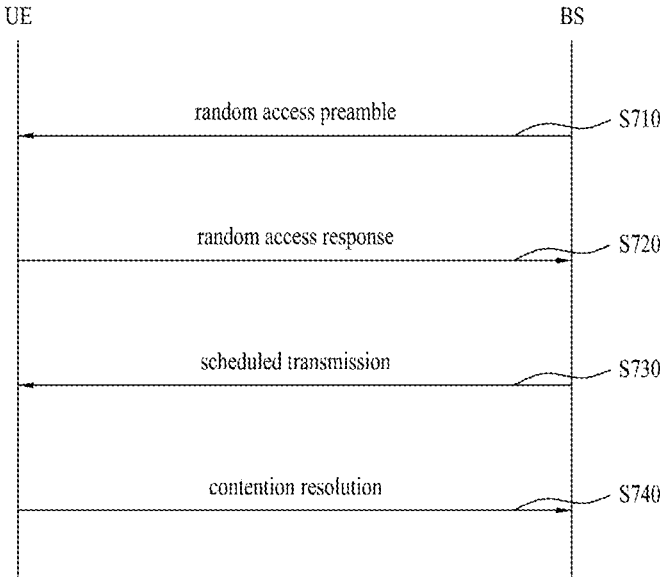 UE
BS
random access preamble
S710
random access response
S720
scheduled transmission
S730
contention resolution
S740